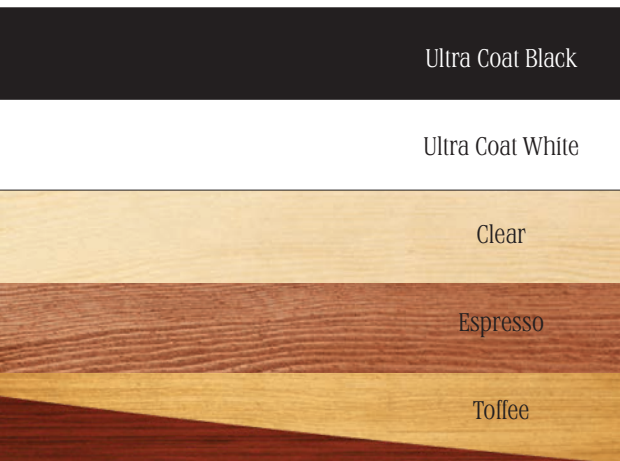 Ultra Coat Black
Ultra Coat White
Clear
Espresso
Toffee